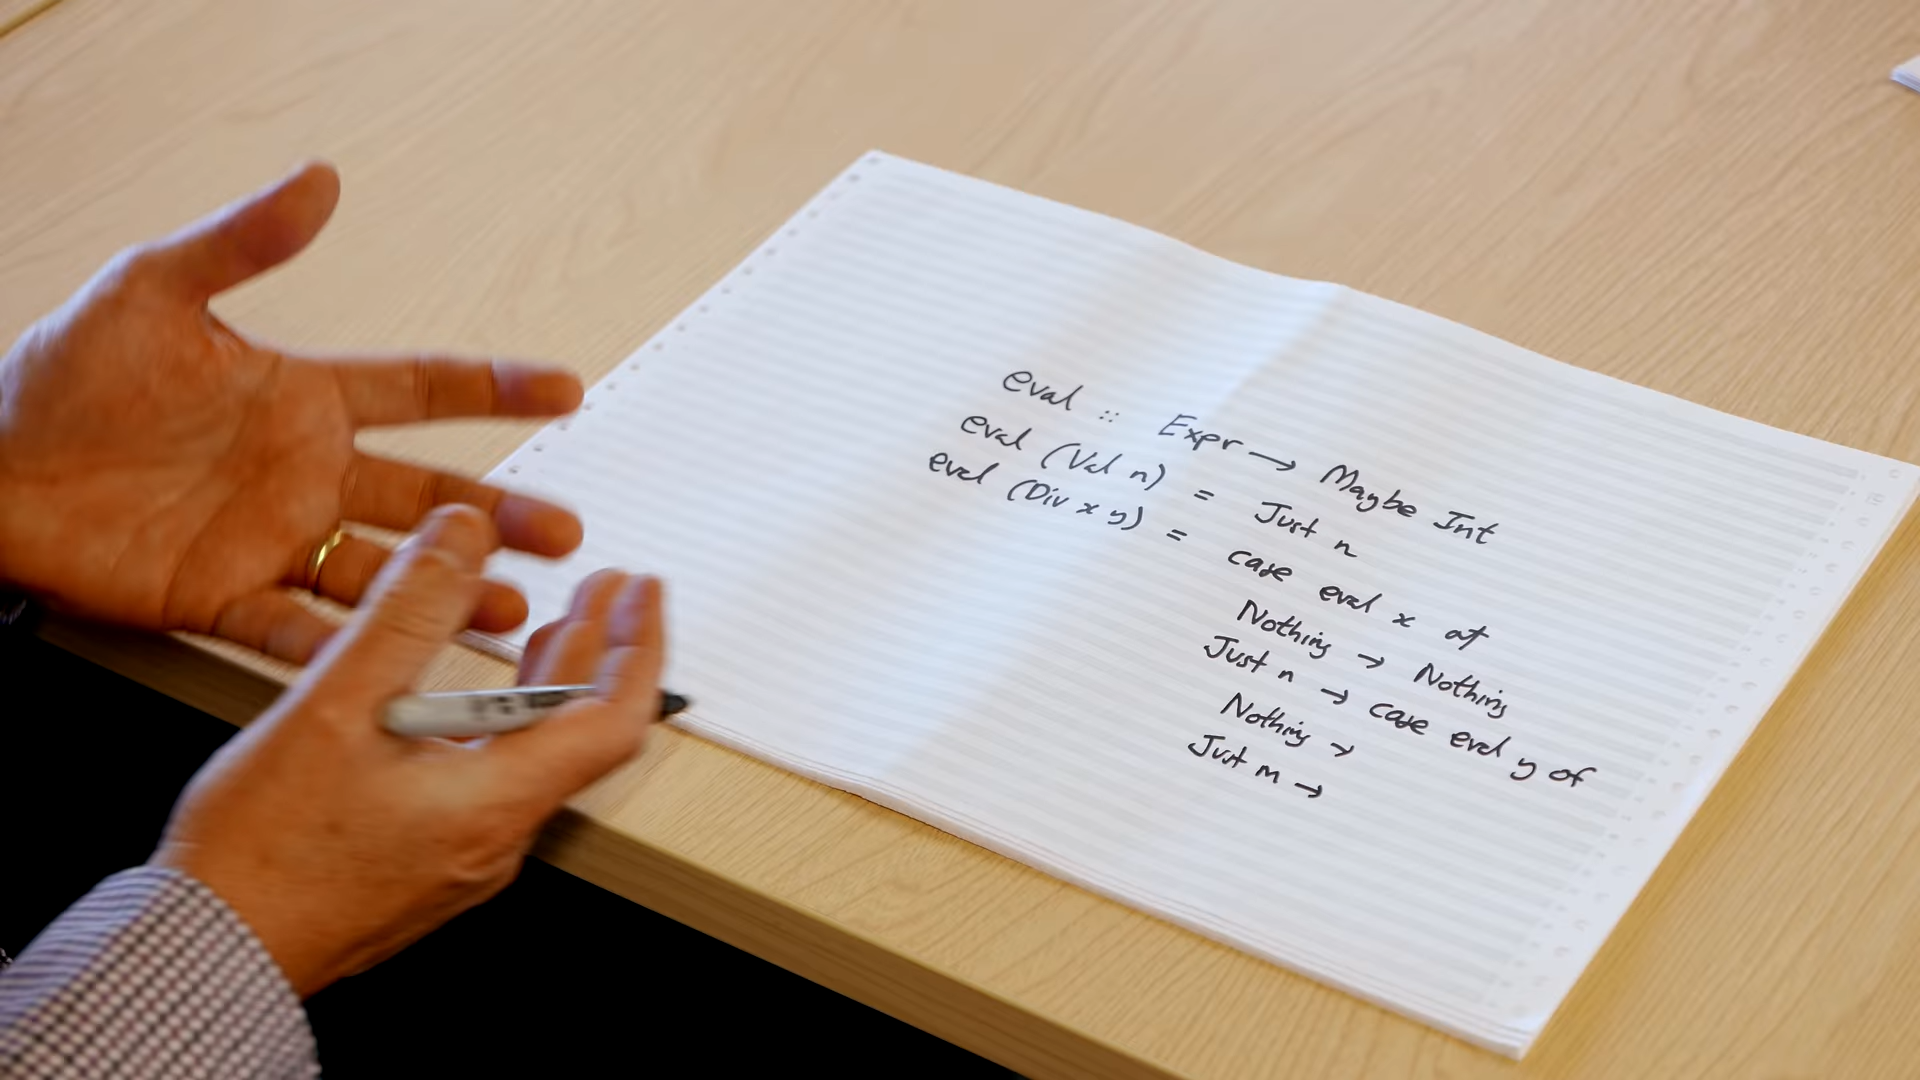 eval :: Expr → Maybe Int
eval (Val n) = Just n
eval (Div x y) = case eval x of
Nothing → Nothing
Just n → case eval y of
Nothing →
Just m →